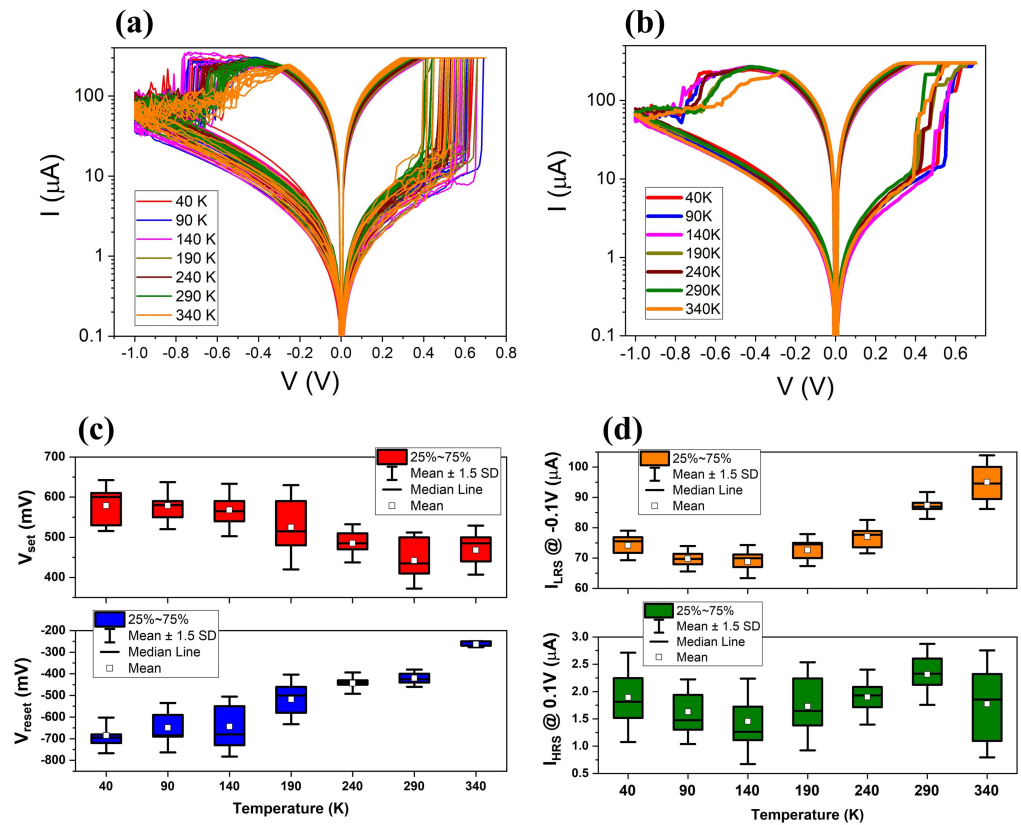 (a)
(b)
I (µA)
100
10
1
0.1
40 K
90 K
140 K
190 K
240 K
290 K
340 K
-1.0 -0.8 -0.6 -0.4 -0.2 0.0 0.2 0.4 0.6 0.8
V (V)
I (µA)
100
10
1
0.1
40K
90K
140K
190K
240K
290K
340K
-1.0 -0.8 -0.6 -0.4 -0.2 0.0 0.2 0.4 0.6
V (V)
(c)
Vset (mV)
700
600
500
400
25%~75%
Mean ± 1.5 SD
Median Line
Mean
Vreset (mV)
-200
-300
-400
-500
-600
-700
-800
25%~75%
Mean ± 1.5 SD
Median Line
Mean
40 90 140 190 240 290 340
Temperature (K)
(d)
ILRS @ -0.1V (µA)
100
90
80
70
60
25%~75%
Mean ± 1.5 SD
Median Line
Mean
IHRS @ 0.1V (µA)
3.0
2.5
2.0
1.5
1.0
0.5
25%~75%
Mean ± 1.5 SD
Median Line
Mean
40 90 140 190 240 290 340
Temperature (K)